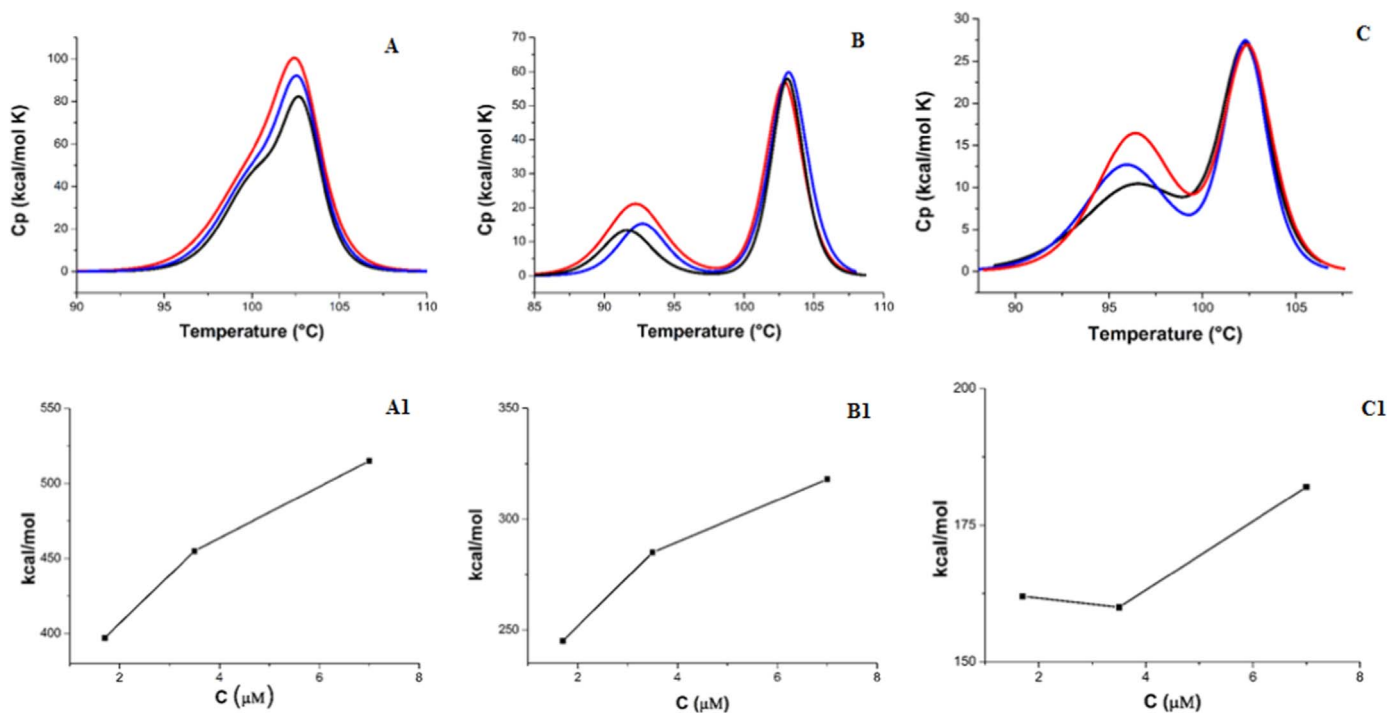 A
Cp (kcal/mol K)
100
80
60
40
20
0
90 95 100 105 110
Temperature (°C)
B
Cp (kcal/mol K)
70
60
50
40
30
20
10
0
85 90 95 100 105 110
Temperature (°C)
C
Cp (kcal/mol K)
30
25
20
15
10
5
0
90 95 100 105
Temperature (°C)
A1
kcal/mol
550
500
450
400
2 4 6 8
C (μM)
B1
kcal/mol
350
300
250
2 4 6 8
C (μM)
C1
kcal/mol
200
175
150
2 4 6 8
C (μM)